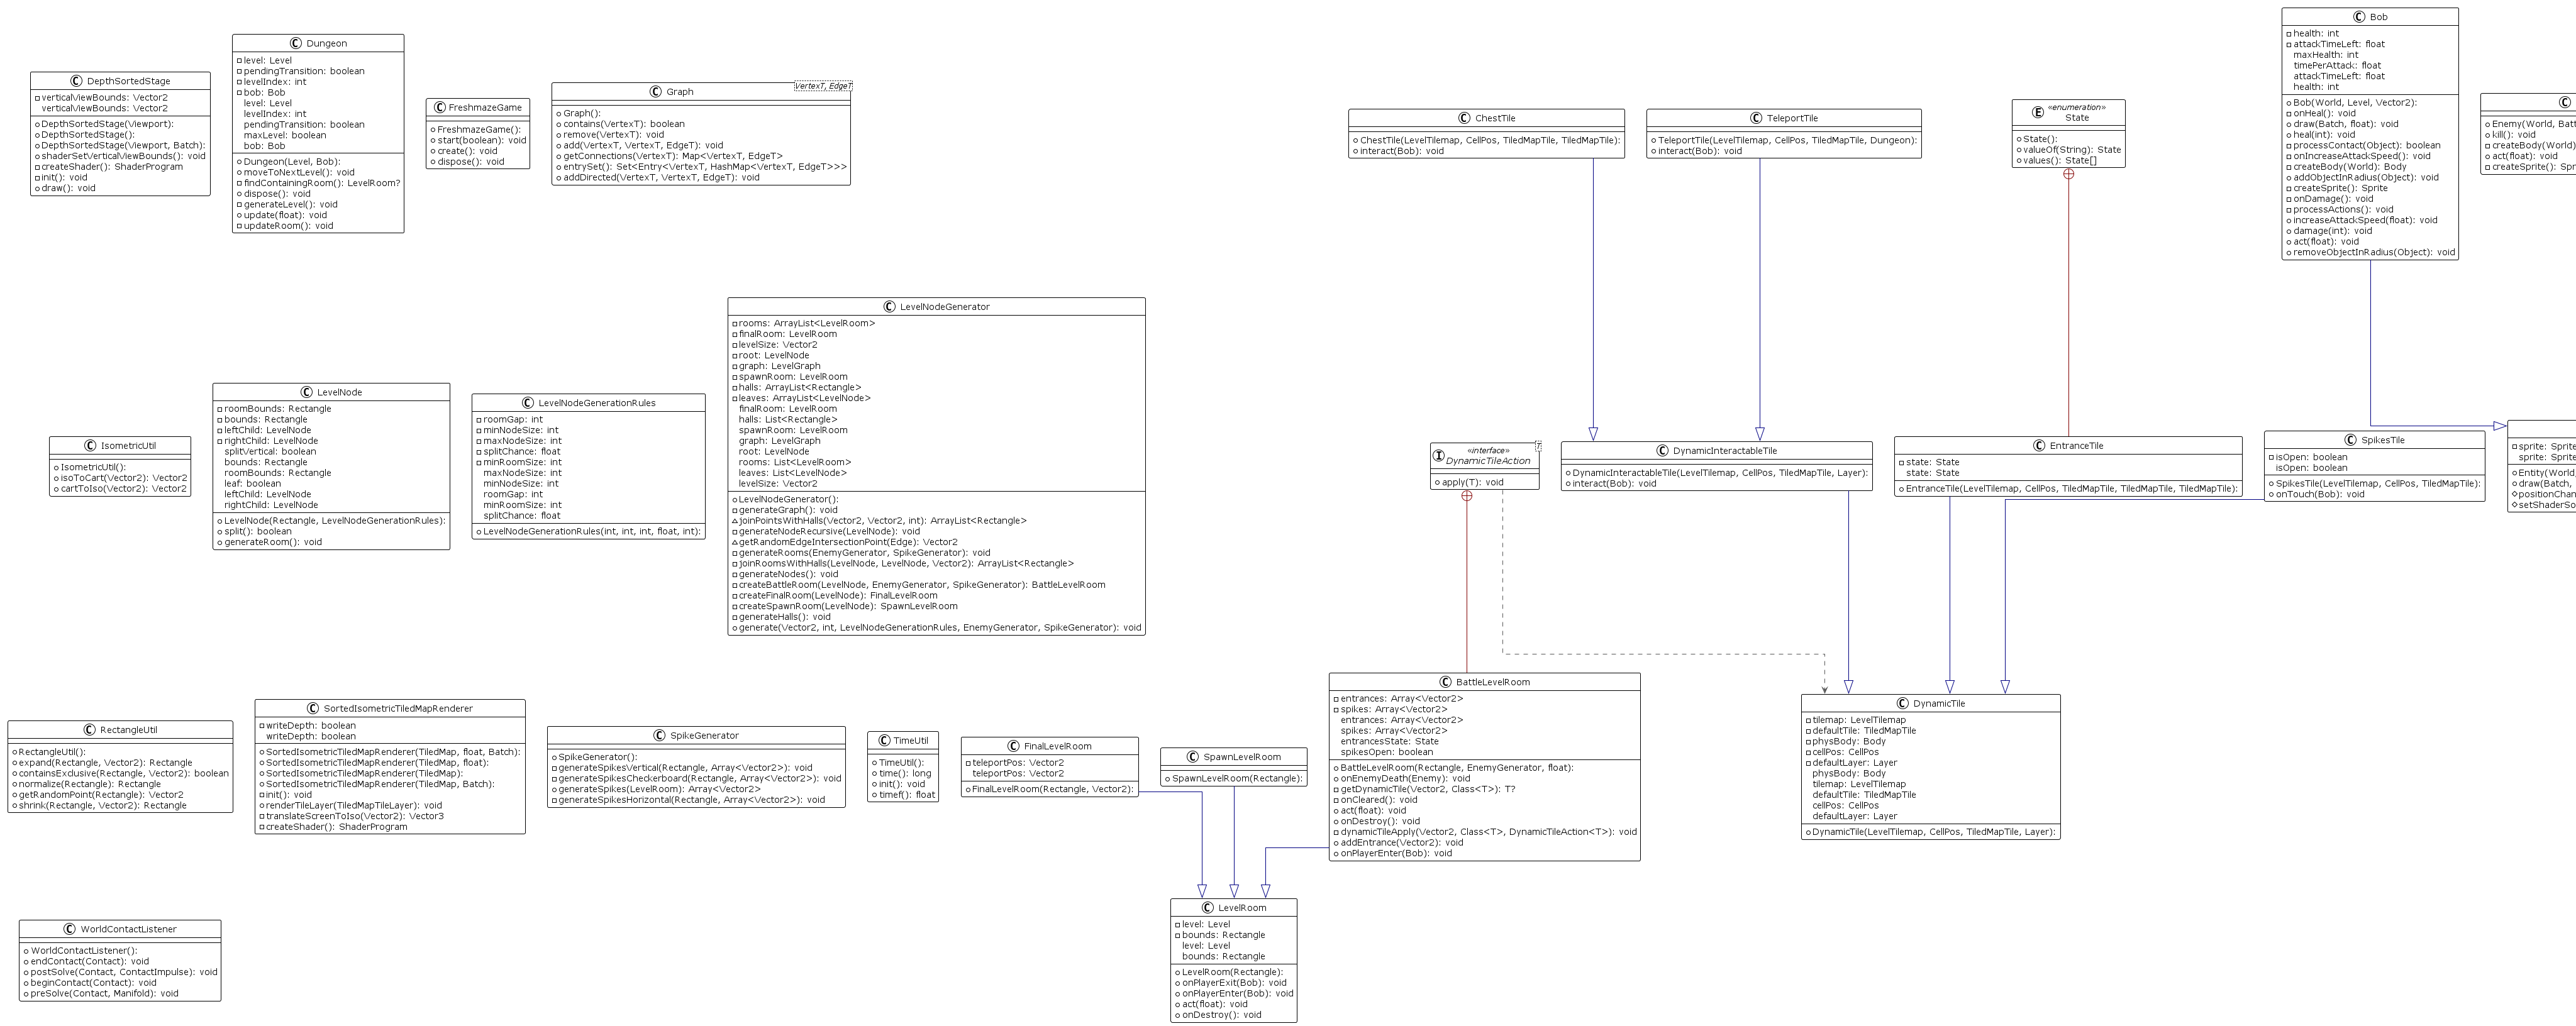 DepthSortedStage
verticalViewBounds: Vector2
verticalViewBounds: Vector2
DepthSortedStage(Viewport):
DepthSortedStage():
DepthSortedStage(Viewport, Batch):
shaderSetVerticalViewBounds(): void
createShader(): ShaderProgram
init(): void
draw(): void
Dungeon
level: Level
pendingTransition: boolean
levelIndex: int
bob: Bob
level: Level
levelIndex: int
pendingTransition: boolean
maxLevel: boolean
bob: Bob
Dungeon(Level, Bob):
moveToNextLevel(): void
findContainingRoom(): LevelRoom?
dispose(): void
generateLevel(): void
update(float): void
updateRoom(): void
FreshmazeGame
FreshmazeGame():
start(boolean): void
create(): void
dispose(): void
Graph
VertexT, EdgeT
Graph():
contains(VertexT): boolean
remove(VertexT): void
add(VertexT, VertexT, EdgeT): void
getConnections(VertexT): Map<VertexT, EdgeT>
entrySet(): Set<Entry<VertexT, HashMap<VertexT, EdgeT>>>
addDirected(VertexT, VertexT, EdgeT): void
ChestTile
ChestTile(LevelTilemap, CellPos, TiledMapTile, TiledMapTile):
interact(Bob): void
TeleportTile
TeleportTile(LevelTilemap, CellPos, TiledMapTile, Dungeon):
interact(Bob): void
E
«enumeration»
State
State():
valueOf(String): State
values(): State[]
Bob
health: int
attackTimeLeft: float
maxHealth: int
timePerAttack: float
attackTimeLeft: float
health: int
Bob(World, Level, Vector2):
onHeal(): void
draw(Batch, float): void
heal(int): void
processContact(Object): boolean
onIncreaseAttackSpeed(): void
createBody(World): Body
addObjectInRadius(Object): void
createSprite(): Sprite
onDamage(): void
processActions(): void
increaseAttackSpeed(float): void
damage(int): void
act(float): void
removeObjectInRadius(Object): void
Enemy(World, Bat
kill(): void
createBody(World)
act(float): void
createSprite(): Spr
IsometricUtil
IsometricUtil():
isoToCart(Vector2): Vector2
cartToIso(Vector2): Vector2
LevelNode
roomBounds: Rectangle
bounds: Rectangle
leftChild: LevelNode
rightChild: LevelNode
splitVertical: boolean
bounds: Rectangle
roomBounds: Rectangle
leaf: boolean
leftChild: LevelNode
rightChild: LevelNode
LevelNode(Rectangle, LevelNodeGenerationRules):
split(): boolean
generateRoom(): void
LevelNodeGenerationRules
roomGap: int
minNodeSize: int
maxNodeSize: int
splitChance: float
minRoomSize: int
maxNodeSize: int
minNodeSize: int
roomGap: int
minRoomSize: int
splitChance: float
LevelNodeGenerationRules(int, int, int, float, int):
LevelNodeGenerator
rooms: ArrayList<LevelRoom>
finalRoom: LevelRoom
levelSize: Vector2
root: LevelNode
graph: LevelGraph
spawnRoom: LevelRoom
halls: ArrayList<Rectangle>
leaves: ArrayList<LevelNode>
finalRoom: LevelRoom
halls: List<Rectangle>
spawnRoom: LevelRoom
graph: LevelGraph
root: LevelNode
rooms: List<LevelRoom>
leaves: List<LevelNode>
levelSize: Vector2
LevelNodeGenerator():
generateGraph(): void
joinPointsWithHalls(Vector2, Vector2, int): ArrayList<Rectangle>
generateNodeRecursive(LevelNode): void
getRandomEdgeIntersectionPoint(Edge): Vector2
generateRooms(EnemyGenerator, SpikeGenerator): void
joinRoomsWithHalls(LevelNode, LevelNode, Vector2): ArrayList<Rectangle>
generateNodes(): void
createBattleRoom(LevelNode, EnemyGenerator, SpikeGenerator): BattleLevelRoom
createFinalRoom(LevelNode): FinalLevelRoom
createSpawnRoom(LevelNode): SpawnLevelRoom
generateHalls(): void
generate(Vector2, int, LevelNodeGenerationRules, EnemyGenerator, SpikeGenerator): void
«interface»
DynamicTileAction
T
apply(T): void
DynamicInteractableTile
DynamicInteractableTile(LevelTilemap, CellPos, TiledMapTile, Layer):
interact(Bob): void
EntranceTile
state: State
state: State
EntranceTile(LevelTilemap, CellPos, TiledMapTile, TiledMapTile, TiledMapTile):
SpikesTile
isOpen: boolean
isOpen: boolean
SpikesTile(LevelTilemap, CellPos, TiledMapTile):
onTouch(Bob): void
sprite: Sprite
sprite: Sprite
Entity(World,
draw(Batch,
positionChan
setShaderSo
RectangleUtil
RectangleUtil():
expand(Rectangle, Vector2): Rectangle
containsExclusive(Rectangle, Vector2): boolean
normalize(Rectangle): Rectangle
getRandomPoint(Rectangle): Vector2
shrink(Rectangle, Vector2): Rectangle
SortedIsometricTiledMapRenderer
writeDepth: boolean
writeDepth: boolean
SortedIsometricTiledMapRenderer(TiledMap, float, Batch):
SortedIsometricTiledMapRenderer(TiledMap, float):
SortedIsometricTiledMapRenderer(TiledMap):
SortedIsometricTiledMapRenderer(TiledMap, Batch):
init(): void
renderTileLayer(TiledMapTileLayer): void
translateScreenToIso(Vector2): Vector3
createShader(): ShaderProgram
SpikeGenerator
SpikeGenerator():
generateSpikesVertical(Rectangle, Array<Vector2>): void
generateSpikesCheckerboard(Rectangle, Array<Vector2>): void
generateSpikes(LevelRoom): Array<Vector2>
generateSpikesHorizontal(Rectangle, Array<Vector2>): void
TimeUtil
TimeUtil():
time(): long
init(): void
timef(): float
FinalLevelRoom
teleportPos: Vector2
teleportPos: Vector2
FinalLevelRoom(Rectangle, Vector2):
SpawnLevelRoom
SpawnLevelRoom(Rectangle):
BattleLevelRoom
entrances: Array<Vector2>
spikes: Array<Vector2>
entrances: Array<Vector2>
spikes: Array<Vector2>
entrancesState: State
spikesOpen: boolean
BattleLevelRoom(Rectangle, EnemyGenerator, float):
onEnemyDeath(Enemy): void
getDynamicTile(Vector2, Class<T>): T?
onCleared(): void
act(float): void
onDestroy(): void
dynamicTileApply(Vector2, Class<T>, DynamicTileAction<T>): void
addEntrance(Vector2): void
onPlayerEnter(Bob): void
DynamicTile
tilemap: LevelTilemap
defaultTile: TiledMapTile
physBody: Body
cellPos: CellPos
defaultLayer: Layer
physBody: Body
tilemap: LevelTilemap
defaultTile: TiledMapTile
cellPos: CellPos
defaultLayer: Layer
DynamicTile(LevelTilemap, CellPos, TiledMapTile, Layer):
WorldContactListener
WorldContactListener():
endContact(Contact): void
postSolve(Contact, ContactImpulse): void
beginContact(Contact): void
preSolve(Contact, Manifold): void
LevelRoom
level: Level
bounds: Rectangle
level: Level
bounds: Rectangle
LevelRoom(Rectangle):
onPlayerExit(Bob): void
onPlayerEnter(Bob): void
act(float): void
onDestroy(): void